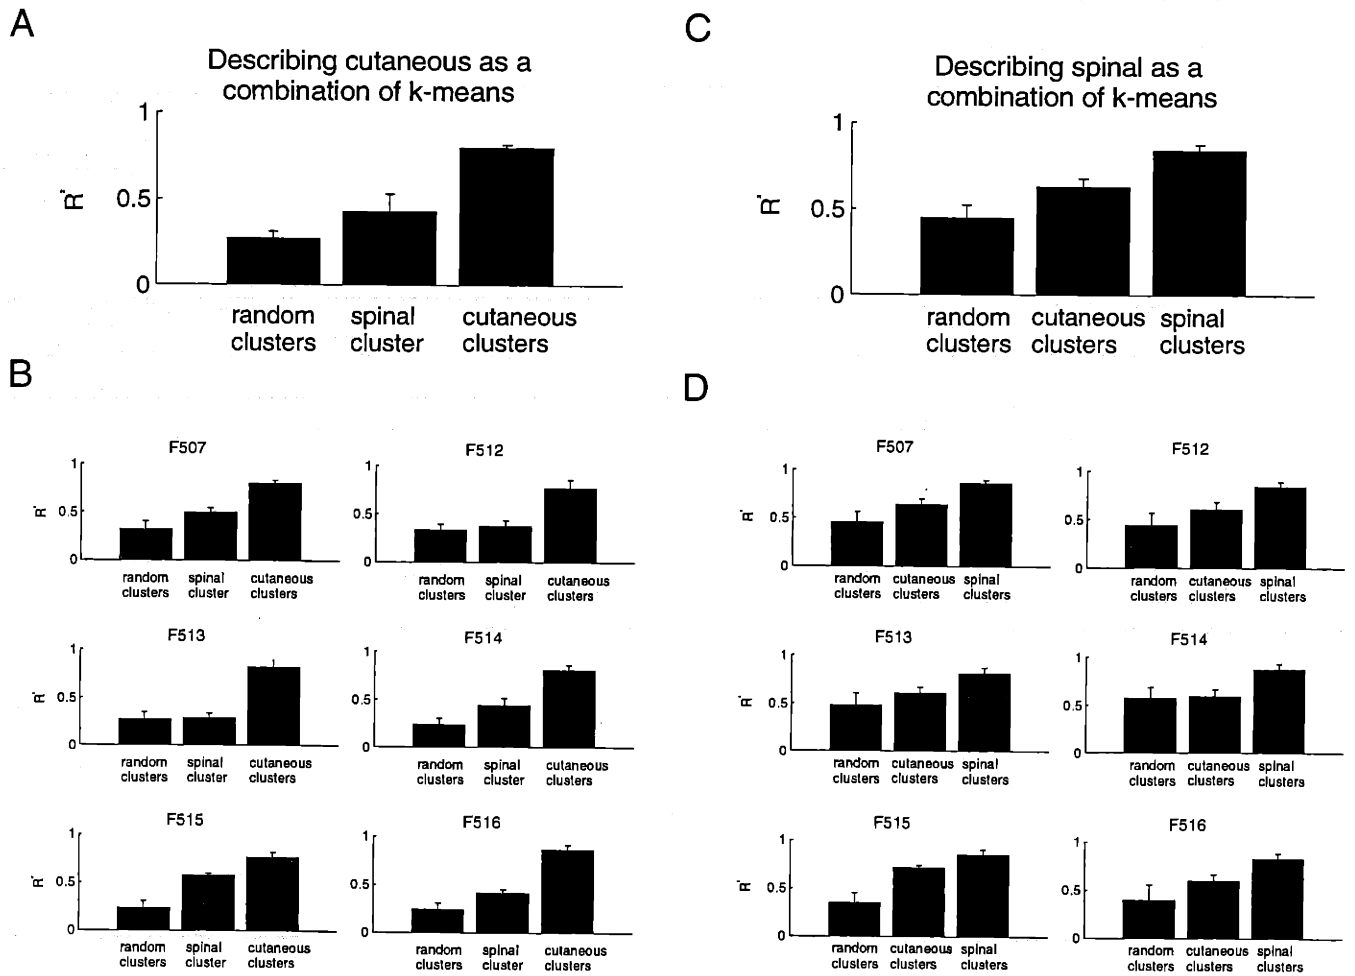 A
Describing cutaneous as a
combination of k-means
1
0.5
0
R²
random
clusters
spinal
cluster
cutaneous
clusters
B
F507
1
0.5
0
R²
random
clusters
spinal
cluster
cutaneous
clusters
F512
1
0.5
0
random
clusters
spinal
cluster
cutaneous
clusters
F513
1
0.5
0
R²
random
clusters
spinal
cluster
cutaneous
clusters
F514
1
0.5
0
random
clusters
spinal
cluster
cutaneous
clusters
F515
1
0.5
0
R²
random
clusters
spinal
cluster
cutaneous
clusters
F516
1
0.5
0
random
clusters
spinal
cluster
cutaneous
clusters
C
Describing spinal as a
combination of k-means
1
0.5
0
R²
random
clusters
cutaneous
clusters
spinal
clusters
D
F507
1
0.5
0
R²
random
clusters
cutaneous
clusters
spinal
clusters
F512
1
0.5
0
random
clusters
cutaneous
clusters
spinal
clusters
F513
1
0.5
0
R²
random
clusters
cutaneous
clusters
spinal
clusters
F514
1
0.5
0
random
clusters
cutaneous
clusters
spinal
clusters
F515
1
0.5
0
R²
random
clusters
cutaneous
clusters
spinal
clusters
F516
1
0.5
0
random
clusters
cutaneous
clusters
spinal
clusters